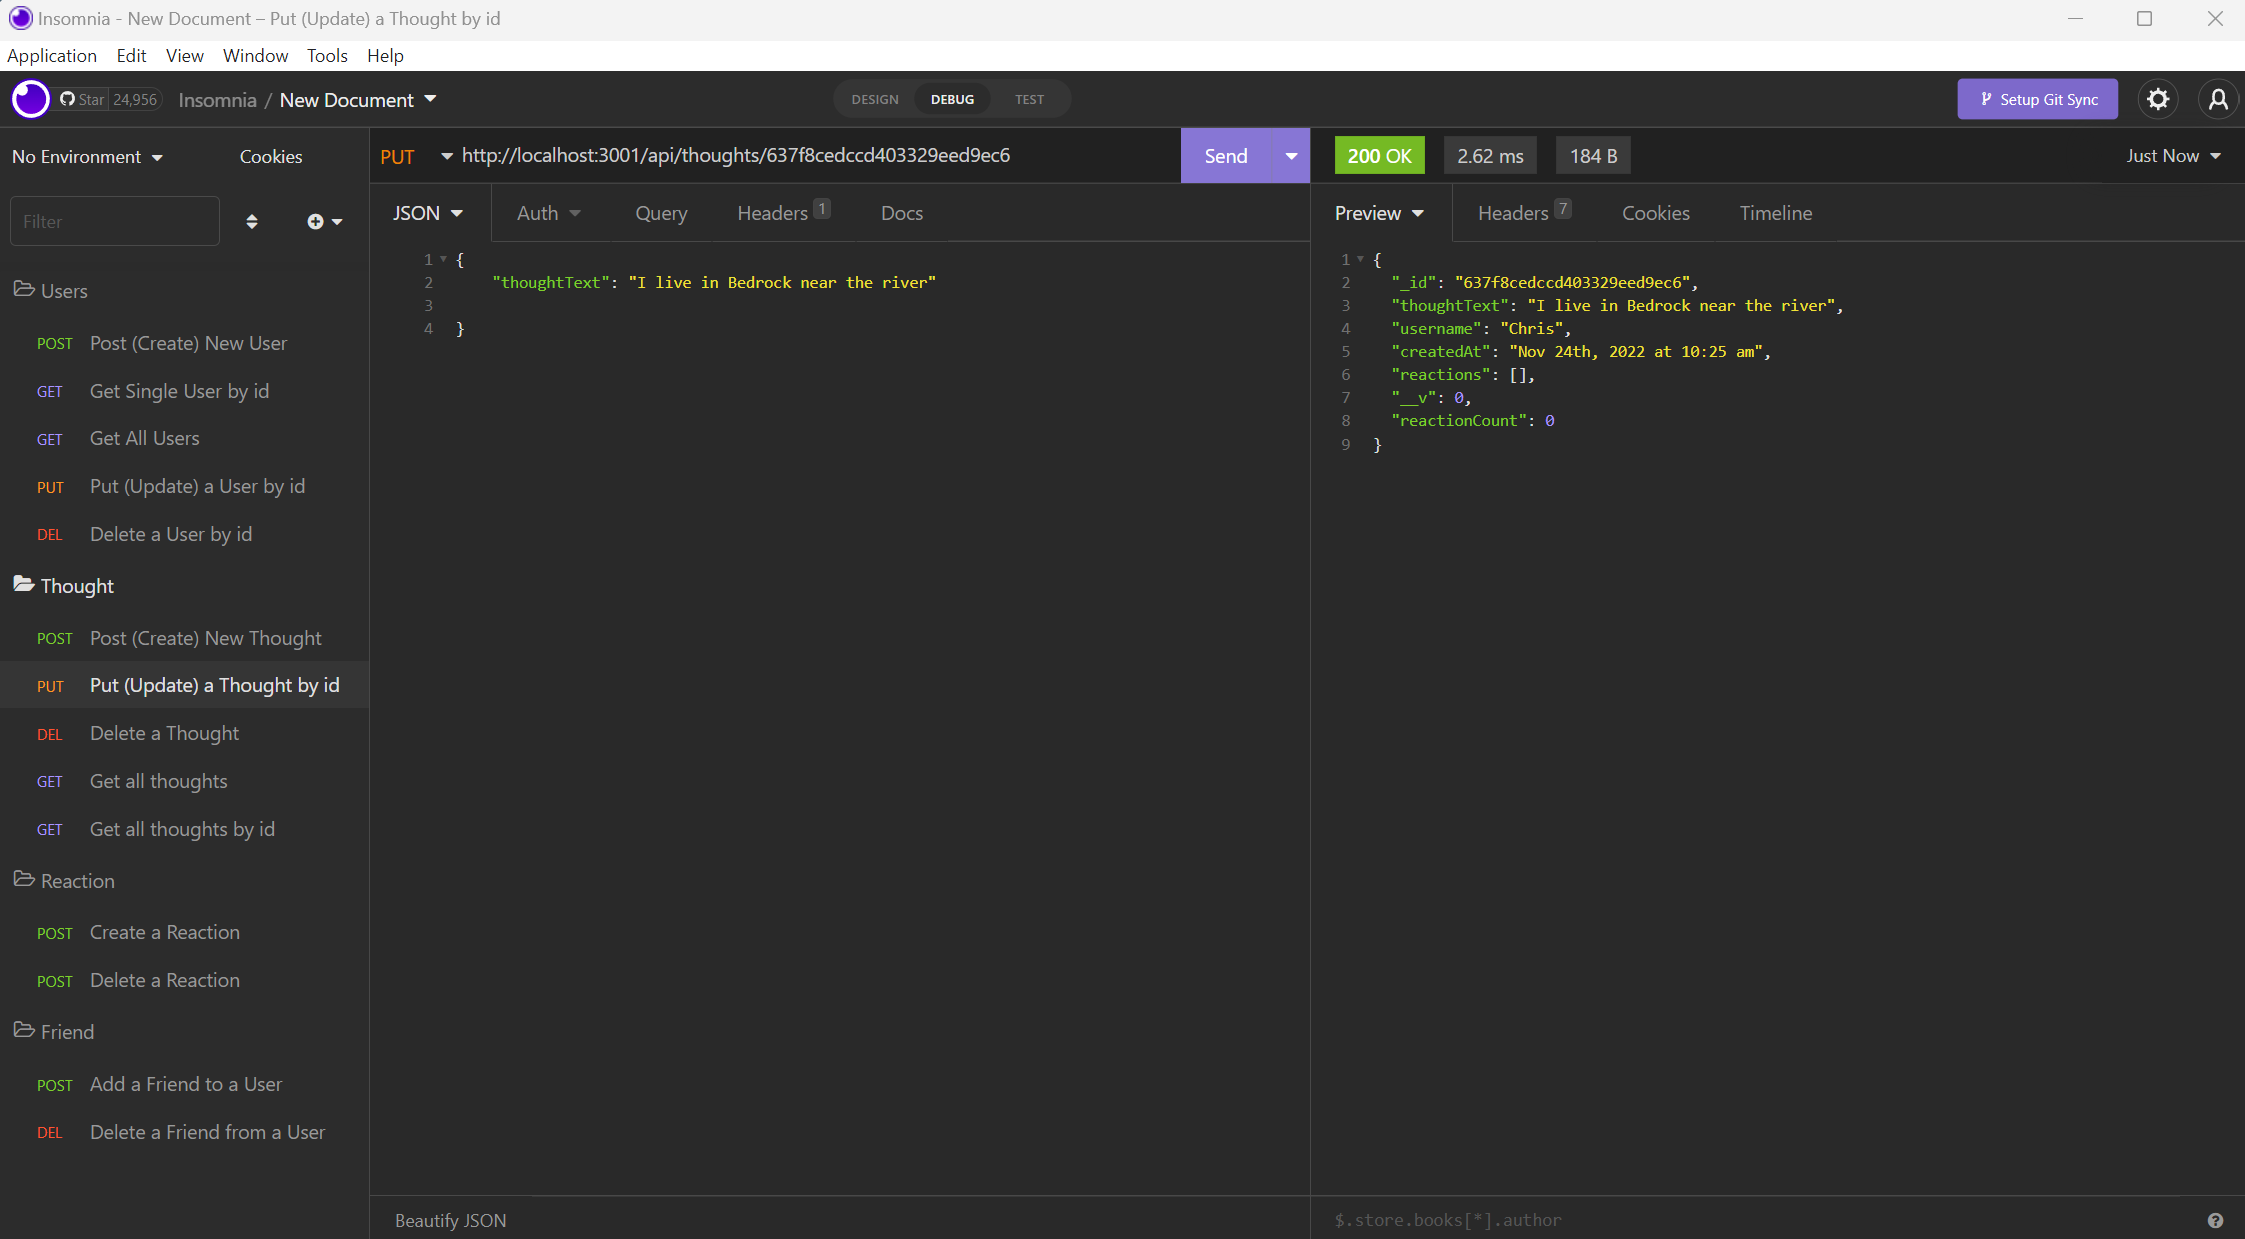 Insomnia - New Document – Put (Update) a Thought by id
Application Edit View Window Tools Help
Star 24,956 Insomnia / New Document DESIGN DEBUG TEST Setup Git Sync
No Environment Cookies
PUT http://localhost:3001/api/thoughts/637f8cedccd403329eed9ec6 Send
200 OK 2.62 ms 184 B Just Now
Filter
Users
POST Post (Create) New User
GET Get Single User by id
GET Get All Users
PUT Put (Update) a User by id
DEL Delete a User by id
Thought
POST Post (Create) New Thought
PUT Put (Update) a Thought by id
DEL Delete a Thought
GET Get all thoughts
GET Get all thoughts by id
Reaction
POST Create a Reaction
POST Delete a Reaction
Friend
POST Add a Friend to a User
DEL Delete a Friend from a User
JSON Auth Query Headers 1 Docs
1 {
2 "thoughtText": "I live in Bedrock near the river"
3
4 }
Beautify JSON
Preview Headers 7 Cookies Timeline
1 {
2 "_id": "637f8cedccd403329eed9ec6",
3 "thoughtText": "I live in Bedrock near the river",
4 "username": "Chris",
5 "createdAt": "Nov 24th, 2022 at 10:25 am",
6 "reactions": [],
7 "__v": 0,
8 "reactionCount": 0
9 }
$.store.books[*].author